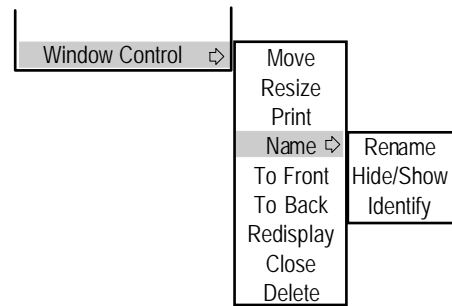 Window Control
Move
Resize
Print
Name
To Front
To Back
Redisplay
Close
Delete
Rename
Hide/Show
Identify